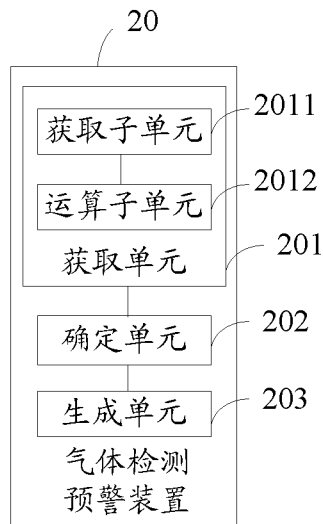 20
获取子单元 2011
运算子单元 2012
获取单元 201
确定单元 202
生成单元 203
气体检测
预警装置